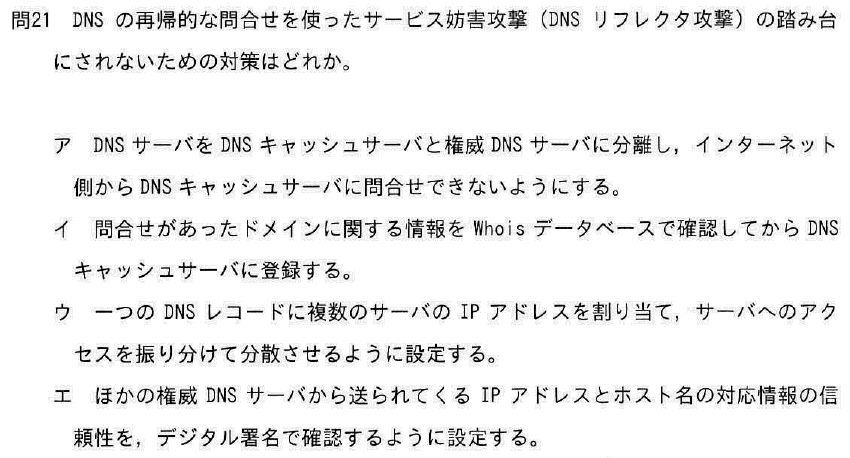 問21 DNS の再帰的な問合せを使ったサービス妨害攻撃（DNS リフレクタ攻撃）の踏み台
にされないための対策はどれか。
ア DNS サーバを DNS キャッシュサーバと権威 DNS サーバに分離し，インターネット
側から DNS キャッシュサーバに問合せできないようにする。
イ 問合せがあったドメインに関する情報を Whois データベースで確認してから DNS
キャッシュサーバに登録する。
ウ 一つの DNS レコードに複数のサーバの IP アドレスを割り当て，サーバへのアク
セスを振り分けて分散させるように設定する。
エ ほかの権威 DNS サーバから送られてくる IP アドレスとホスト名の対応情報の信
頼性を，デジタル署名で確認するように設定する。